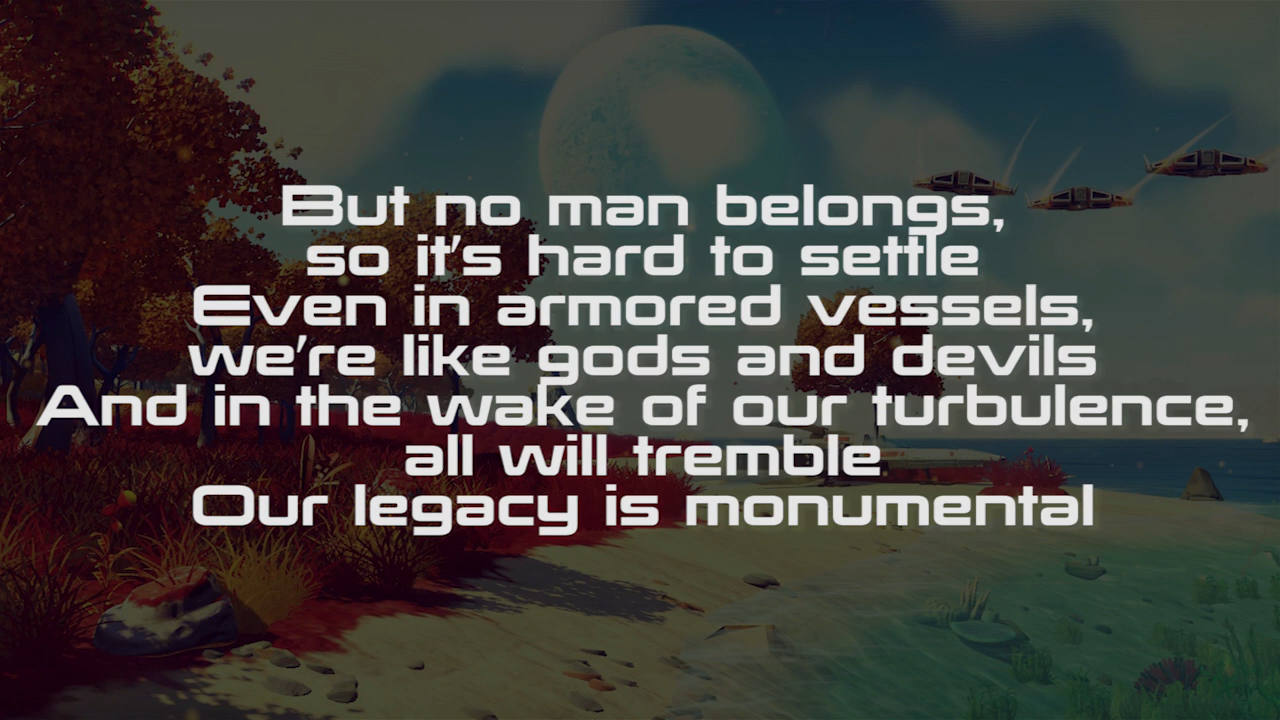 But no man belongs,
so it's hard to settle
Even in armored vessels,
we're like gods and devils
And in the wake of our turbulence,
all will tremble
Our legacy is monumental